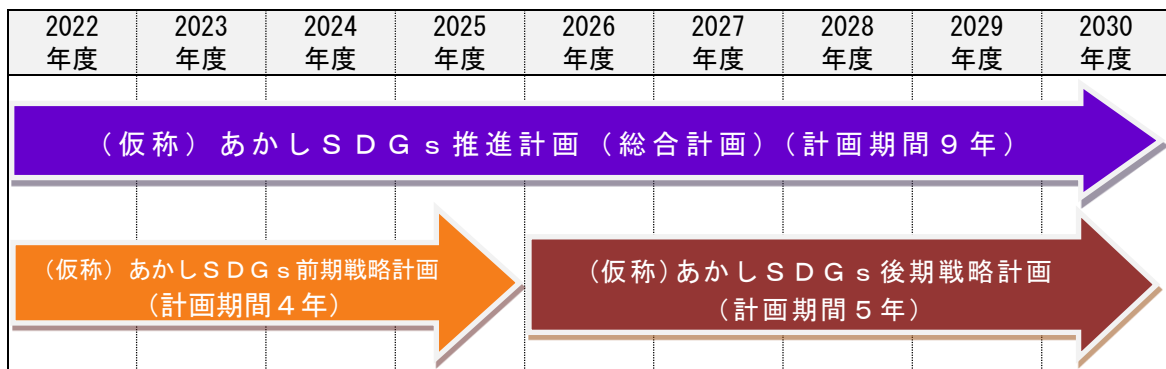 2022 2023 2024 2025 2026 2027 2028 2029 2030
年度 年度 年度 年度 年度 年度 年度 年度 年度
(仮称) あかしSDGs推進計画 (総合計画)(計画期間9年)
(仮称) あかしSDGs前期戦略計画
(計画期間4年)
(仮称)あかしSDGs後期戦略計画
(計画期間5年)